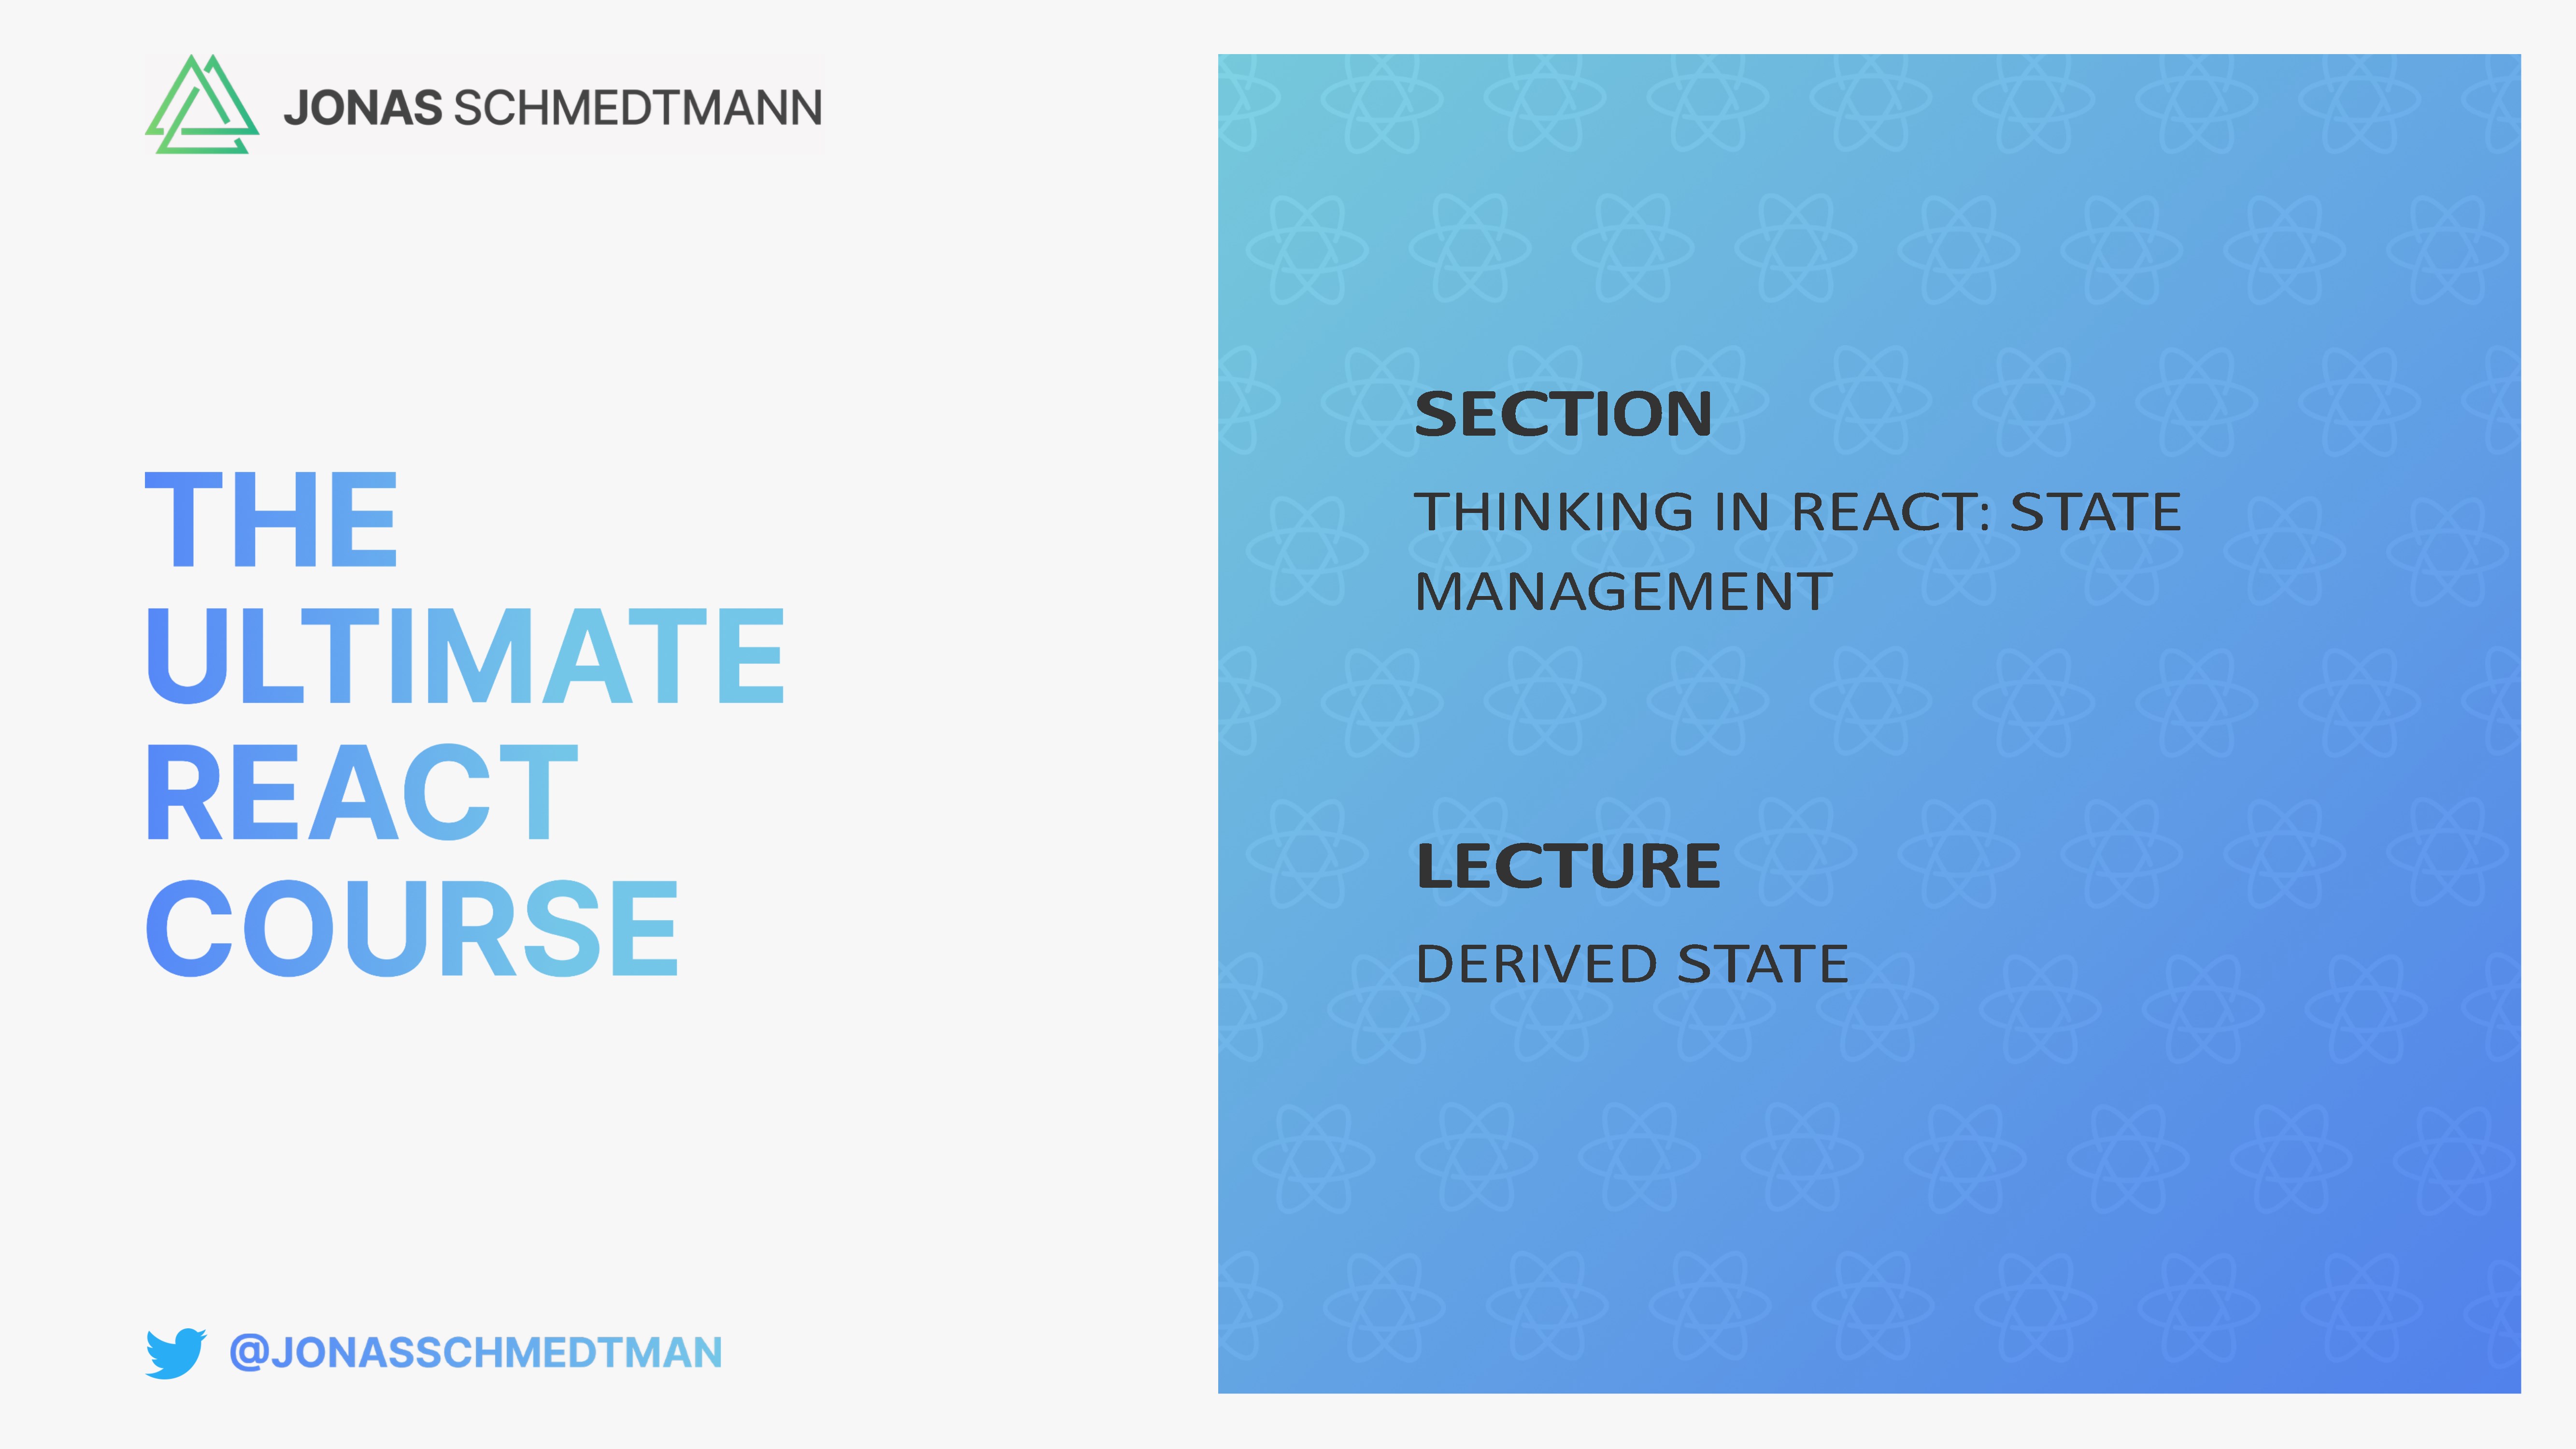 JONAS SCHMEDTMANN
THE
ULTIMATE
REACT
COURSE
@JONASSCHMEDTMAN
SECTION
THINKING IN REACT: STATE
MANAGEMENT
LECTURE
DERIVED STATE